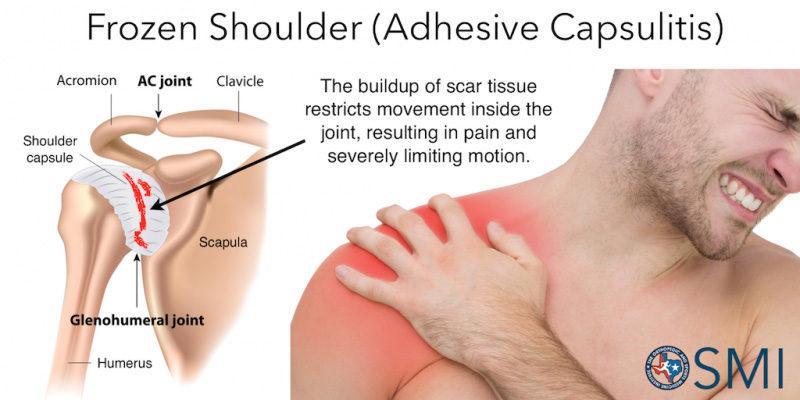 Frozen Shoulder (Adhesive Capsulitis)
Acromion
AC joint
Clavicle
Shoulder
capsule
The buildup of scar tissue
restricts movement inside the
joint, resulting in pain and
severely limiting motion.
Scapula
Glenohumeral joint
Humerus
SMI